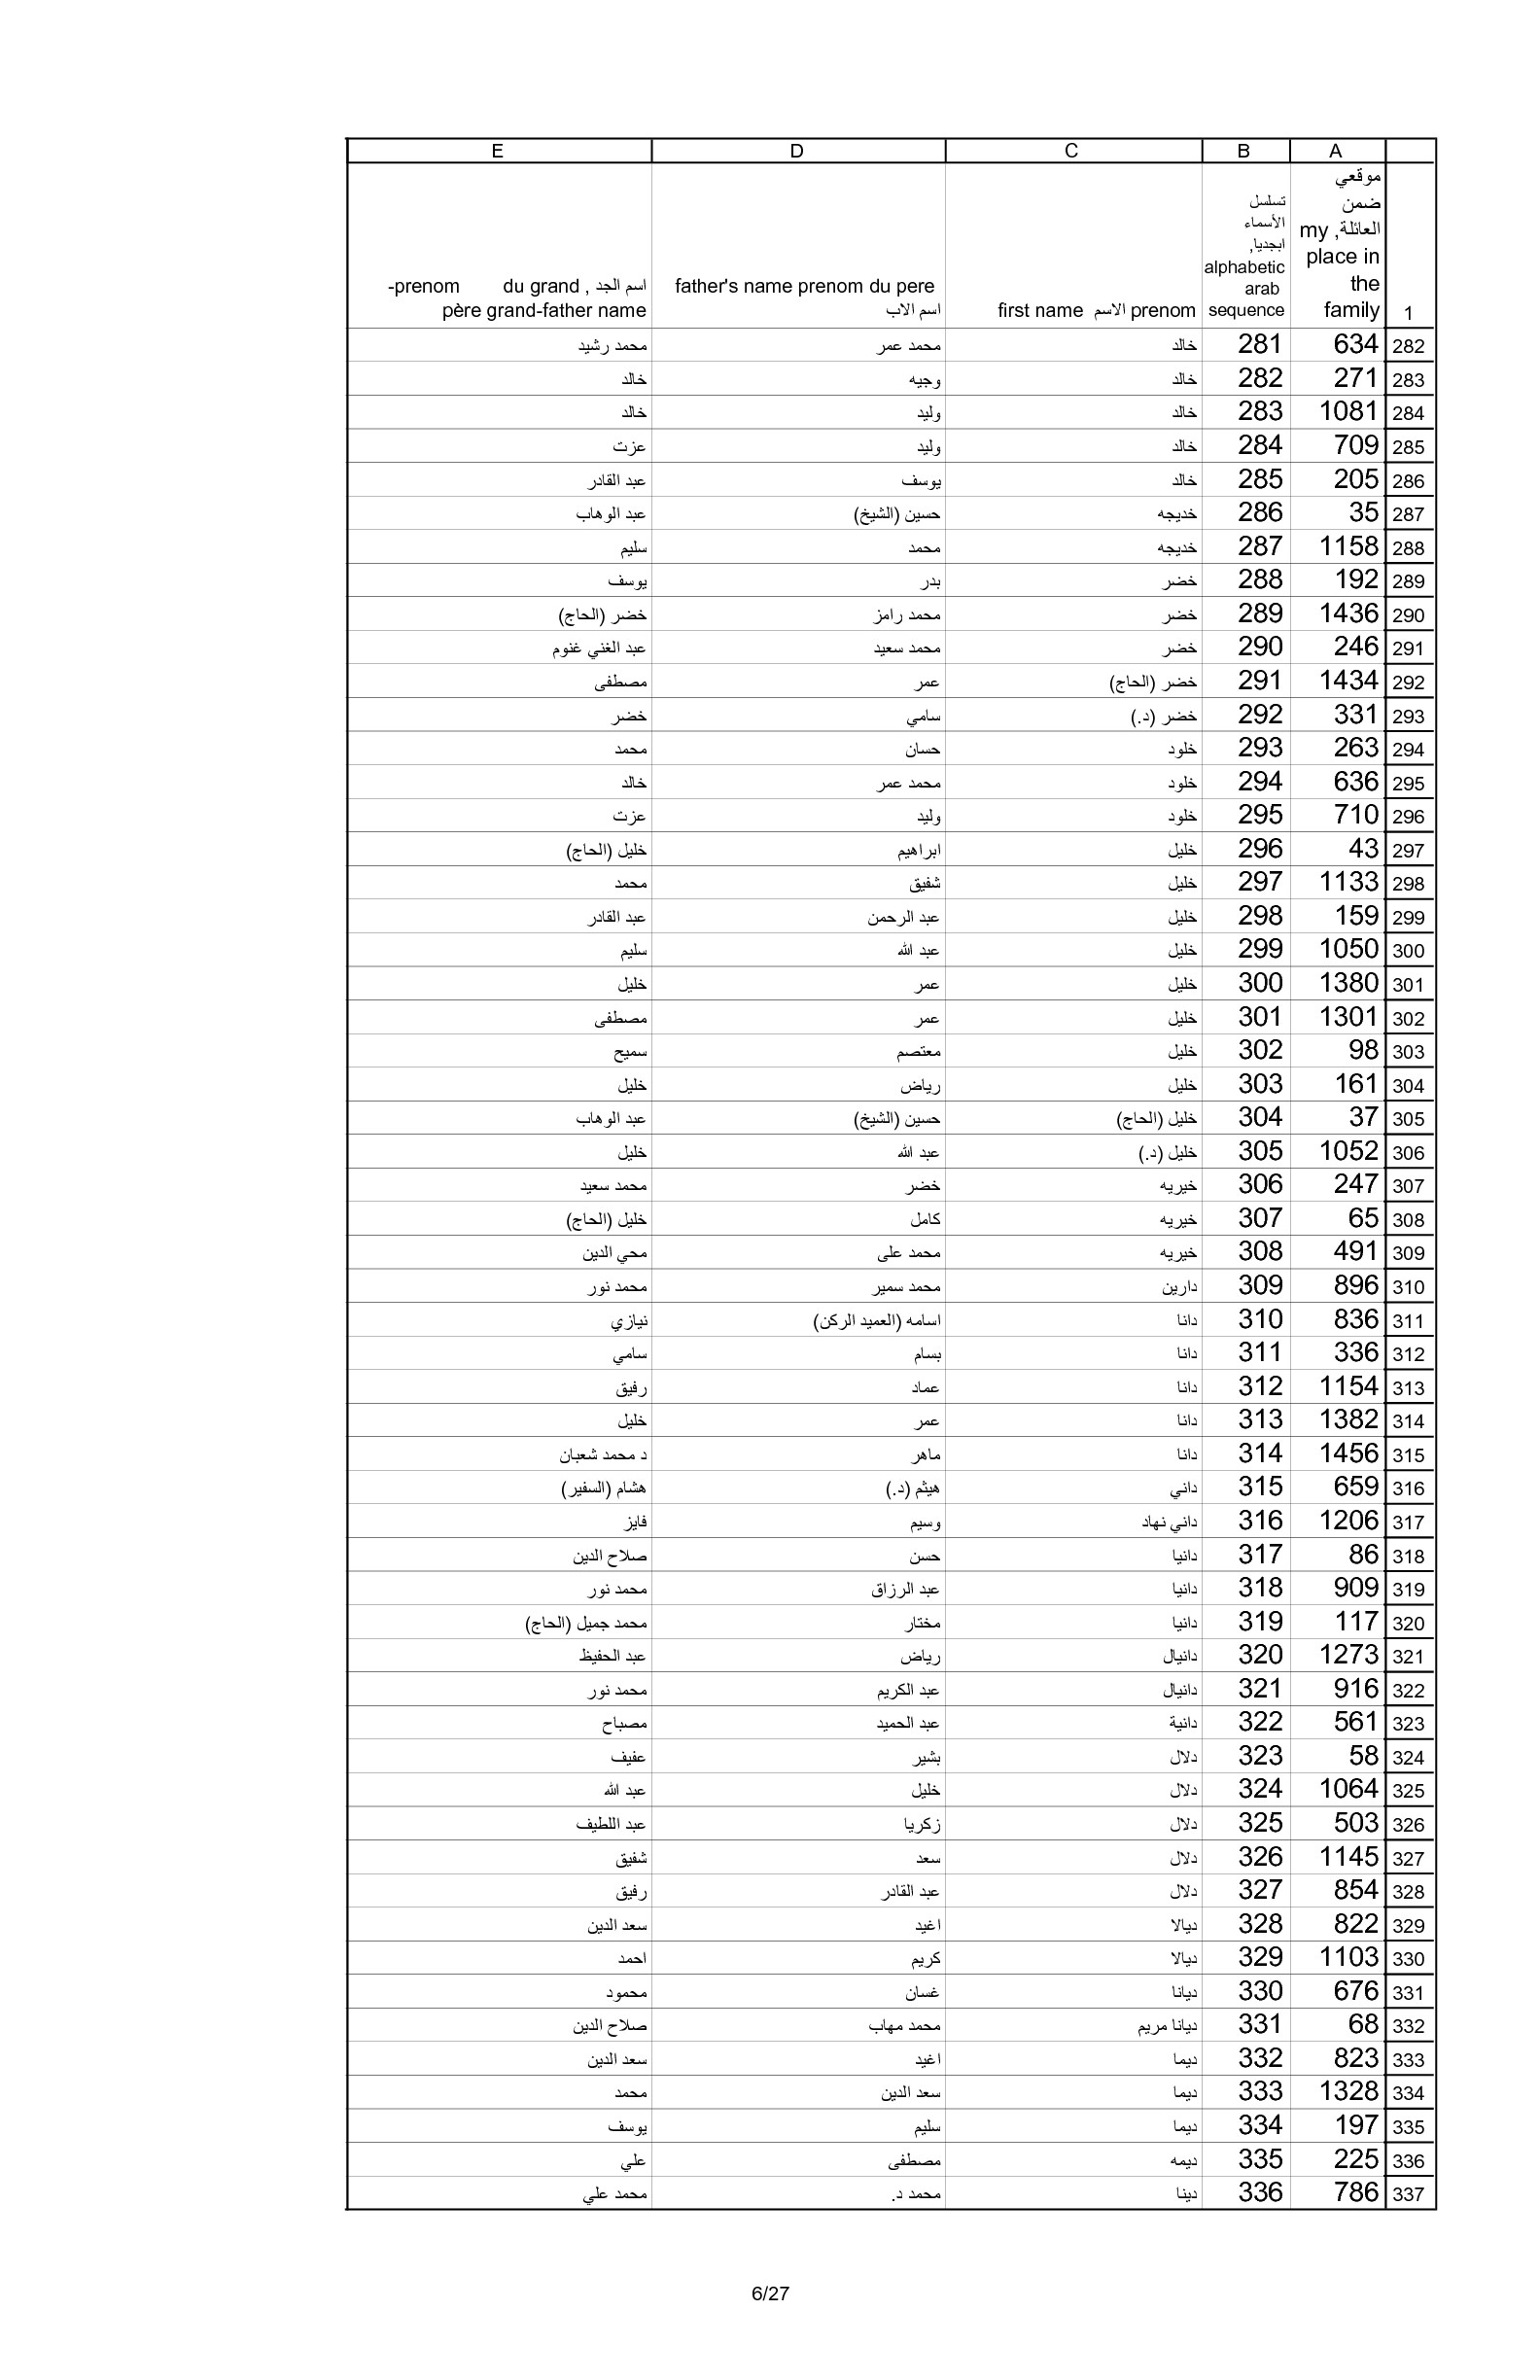 A B C D E
موقعي ضمن العائلة, my place in the family
تسلسل الأسماء ابجديا, alphabetic arab sequence
first name الاسم prenom
father's name prenom du pere اسم الاب
-prenom du grand , اسم الجد père grand-father name
1
282 634 281 خالد محمد عمر محمد رشيد
283 271 282 خالد وجيه خالد
284 1081 283 خالد وليد خالد
285 709 284 خالد وليد عزت
286 205 285 خالد يوسف عبد القادر
287 35 286 خديجه حسين (الشيخ) عبد الوهاب
288 1158 287 خديجه محمد سليم
289 192 288 خضر بدر يوسف
290 1436 289 خضر محمد رامز خضر (الحاج)
291 246 290 خضر محمد سعيد عبد الغني غنوم
292 1434 291 خضر (الحاج) عمر مصطفى
293 331 292 خضر (د.) سامي خضر
294 263 293 خلود حسان محمد
295 636 294 خلود محمد عمر خالد
296 710 295 خلود وليد عزت
297 43 296 خليل ابراهيم خليل (الحاج)
298 1133 297 خليل شفيق محمد
299 159 298 خليل عبد الرحمن عبد القادر
300 1050 299 خليل عبد الله سليم
301 1380 300 خليل عمر خليل
302 1301 301 خليل عمر مصطفى
303 98 302 خليل معتصم سميح
304 161 303 خليل رياض خليل
305 37 304 خليل (الحاج) حسين (الشيخ) عبد الوهاب
306 1052 305 خليل (د.) عبد الله خليل
307 247 306 خيريه خضر محمد سعيد
308 65 307 خيريه كامل خليل (الحاج)
309 491 308 خيريه محمد على محي الدين
310 896 309 دارين محمد سمير محمد نور
311 836 310 دانا اسامه (العميد الركن) نيازي
312 336 311 دانا بسام سامي
313 1154 312 دانا عماد رفيق
314 1382 313 دانا عمر خليل
315 1456 314 دانا ماهر د محمد شعبان
316 659 315 داني هيثم (د.) هشام (السفير)
317 1206 316 داني نهاد وسيم فايز
318 86 317 دانيا حسن صلاح الدين
319 909 318 دانيا عبد الرزاق محمد نور
320 117 319 دانيا مختار محمد جميل (الحاج)
321 1273 320 دانيال رياض عبد الحفيظ
322 916 321 دانيال عبد الكريم محمد نور
323 561 322 دانية عبد الحميد مصباح
324 58 323 دلال بشير عفيف
325 1064 324 دلال خليل عبد الله
326 503 325 دلال زكريا عبد اللطيف
327 1145 326 دلال سعد شفيق
328 854 327 دلال عبد القادر رفيق
329 822 328 ديالا اغيد سعد الدين
330 1103 329 ديالا كريم احمد
331 676 330 ديانا غسان محمود
332 68 331 ديانا مريم محمد مهاب صلاح الدين
333 823 332 ديما اغيد سعد الدين
334 1328 333 ديما سعد الدين محمد
335 197 334 ديما سليم يوسف
336 225 335 ديمه مصطفى علي
337 786 336 دينا محمد د. محمد علي
6/27